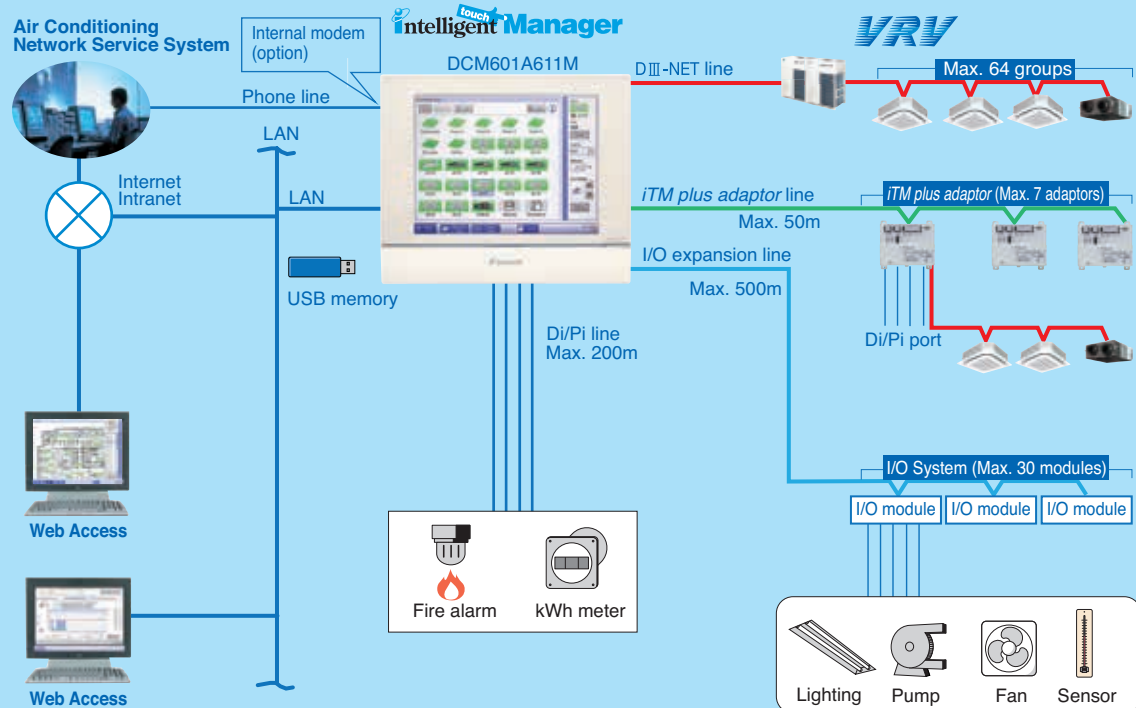 Air Conditioning
Network Service System
Internal modem
(option)
touch
intelligent Manager
DCM601A611M
VRV
Phone line
DⅢ-NET line
Max. 64 groups
LAN
Internet
Intranet
LAN
iTM plus adaptor line
Max. 50m
iTM plus adaptor (Max. 7 adaptors)
I/O expansion line
Max. 500m
USB memory
Di/Pi line
Max. 200m
Di/Pi port
I/O System (Max. 30 modules)
I/O module
I/O module
I/O module
Web Access
Fire alarm
kWh meter
Web Access
Lighting
Pump
Fan
Sensor